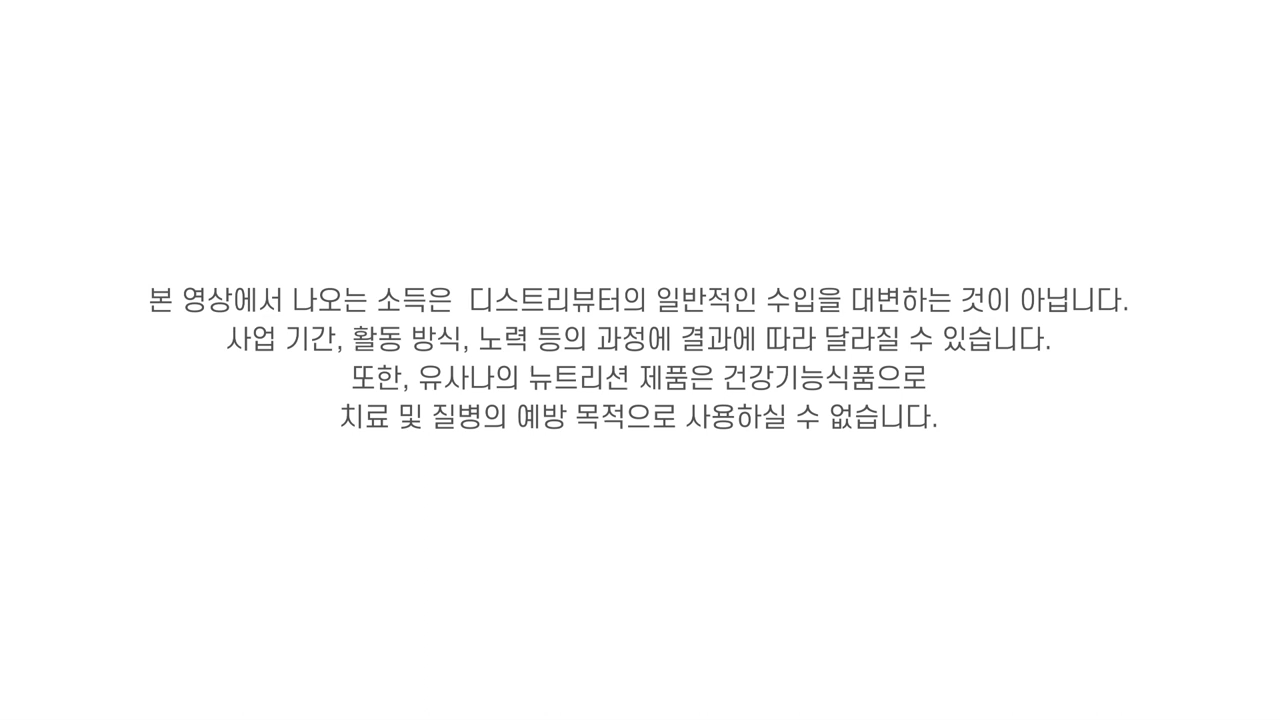 본 영상에서 나오는 소득은  디스트리뷰터의 일반적인 수입을 대변하는 것이 아닙니다.
사업 기간, 활동 방식, 노력 등의 과정에 결과에 따라 달라질 수 있습니다.
또한, 유사나의 뉴트리션 제품은 건강기능식품으로
치료 및 질병의 예방 목적으로 사용하실 수 없습니다.